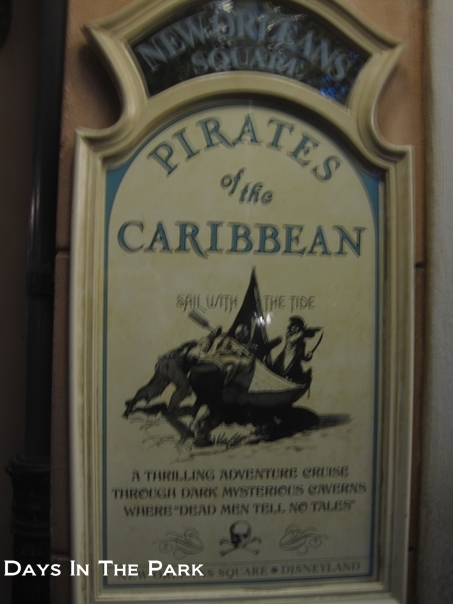 NEW ORLEANS
SQUARE
PIRATES
of the
CARIBBEAN
SAIL WITH THE TIDE
A THRILLING ADVENTURE CRUISE
THROUGH DARK MYSTERIOUS CAVERNS
WHERE "DEAD MEN TELL NO TALES"
SQUARE • DISNEYLAND
DAYS IN THE PARK